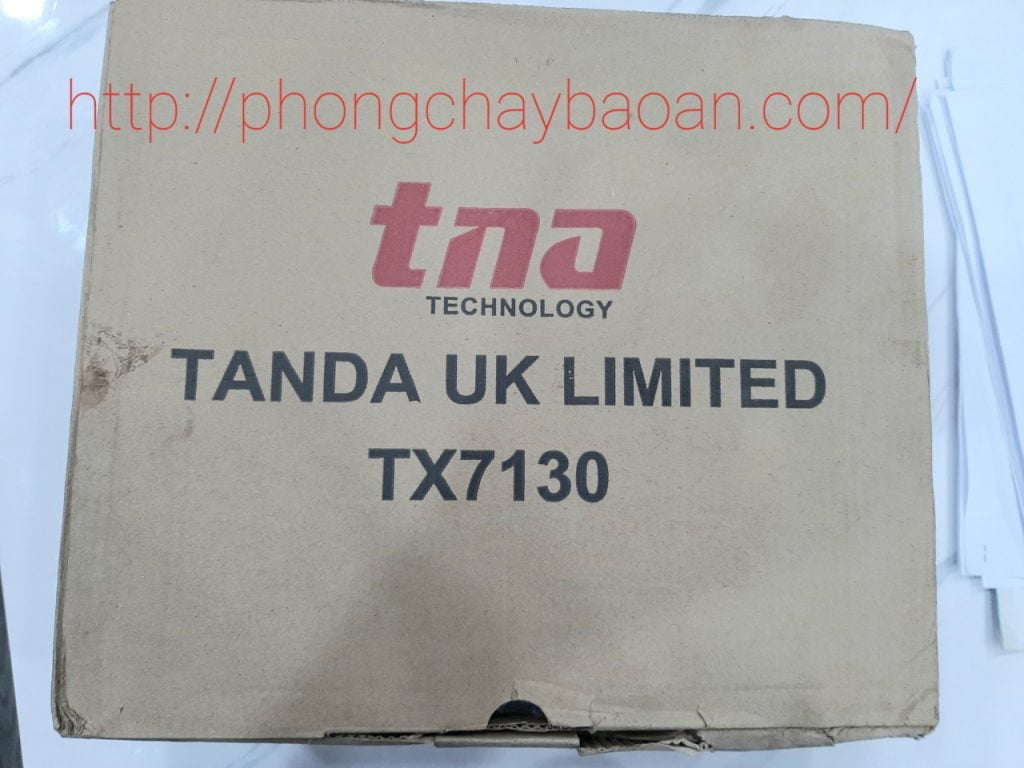 http://phongchaybaoan.com/
tna
TECHNOLOGY
TANDA UK LIMITED
TX7130